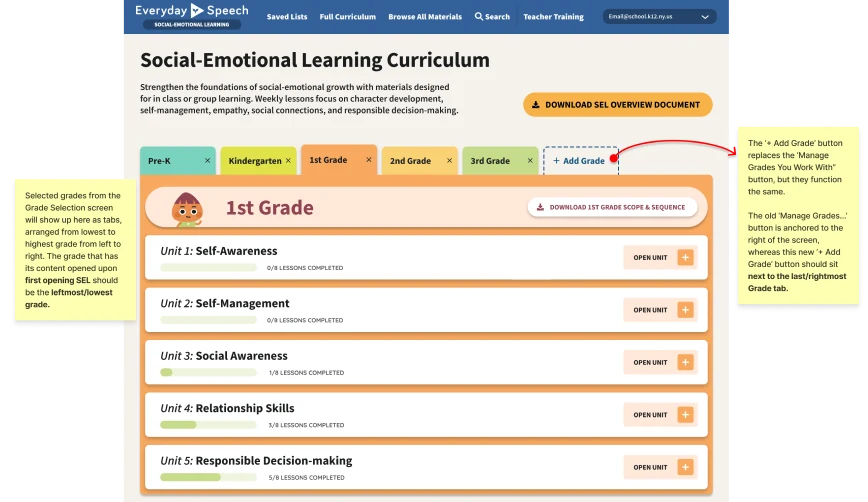 Everyday Speech
SOCIAL-EMOTIONAL LEARNING
Saved Lists
Full Curriculum
Browse All Materials
Search
Teacher Training
Email@school.k12.ny.us
Social-Emotional Learning Curriculum
Strengthen the foundations of social-emotional growth with materials designed
for in class or group learning. Weekly lessons focus on character development,
self-management, empathy, social connections, and responsible decision-making.
DOWNLOAD SEL OVERVIEW DOCUMENT
Pre-K ×
Kindergarten ×
1st Grade ×
2nd Grade ×
3rd Grade ×
+ Add Grade
1st Grade
DOWNLOAD 1ST GRADE SCOPE & SEQUENCE
Unit 1: Self-Awareness
0/8 LESSONS COMPLETED
OPEN UNIT +
Unit 2: Self-Management
0/8 LESSONS COMPLETED
OPEN UNIT +
Unit 3: Social Awareness
1/8 LESSONS COMPLETED
OPEN UNIT +
Unit 4: Relationship Skills
3/8 LESSONS COMPLETED
OPEN UNIT +
Unit 5: Responsible Decision-making
5/8 LESSONS COMPLETED
OPEN UNIT +
Selected grades from the
Grade Selection screen
will show up here as tabs,
arranged from lowest to
highest grade from left to
right. The grade that has
its content opened upon
first opening SEL should
be the leftmost/lowest
grade.
The '+ Add Grade' button
replaces the 'Manage
Grades You Work With"
button, but they function
the same.
The old 'Manage Grades...'
button is anchored to the
right of the screen,
whereas this new '+ Add
Grade' button should sit
next to the last/rightmost
Grade tab.